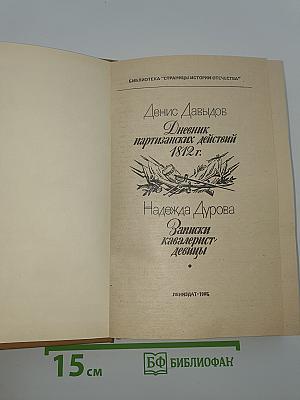 БИБЛИОТЕКА "СТРАНИЦЫ ИСТОРИИ ОТЕЧЕСТВА"
Денис Давыдов
Дневник
партизанских действий
1812 г.
Надежда Дурова
Записки
кавалерист-
девицы
ЛЕНИЗДАТ · 1985
15 см
БФ БИБЛИОФАН